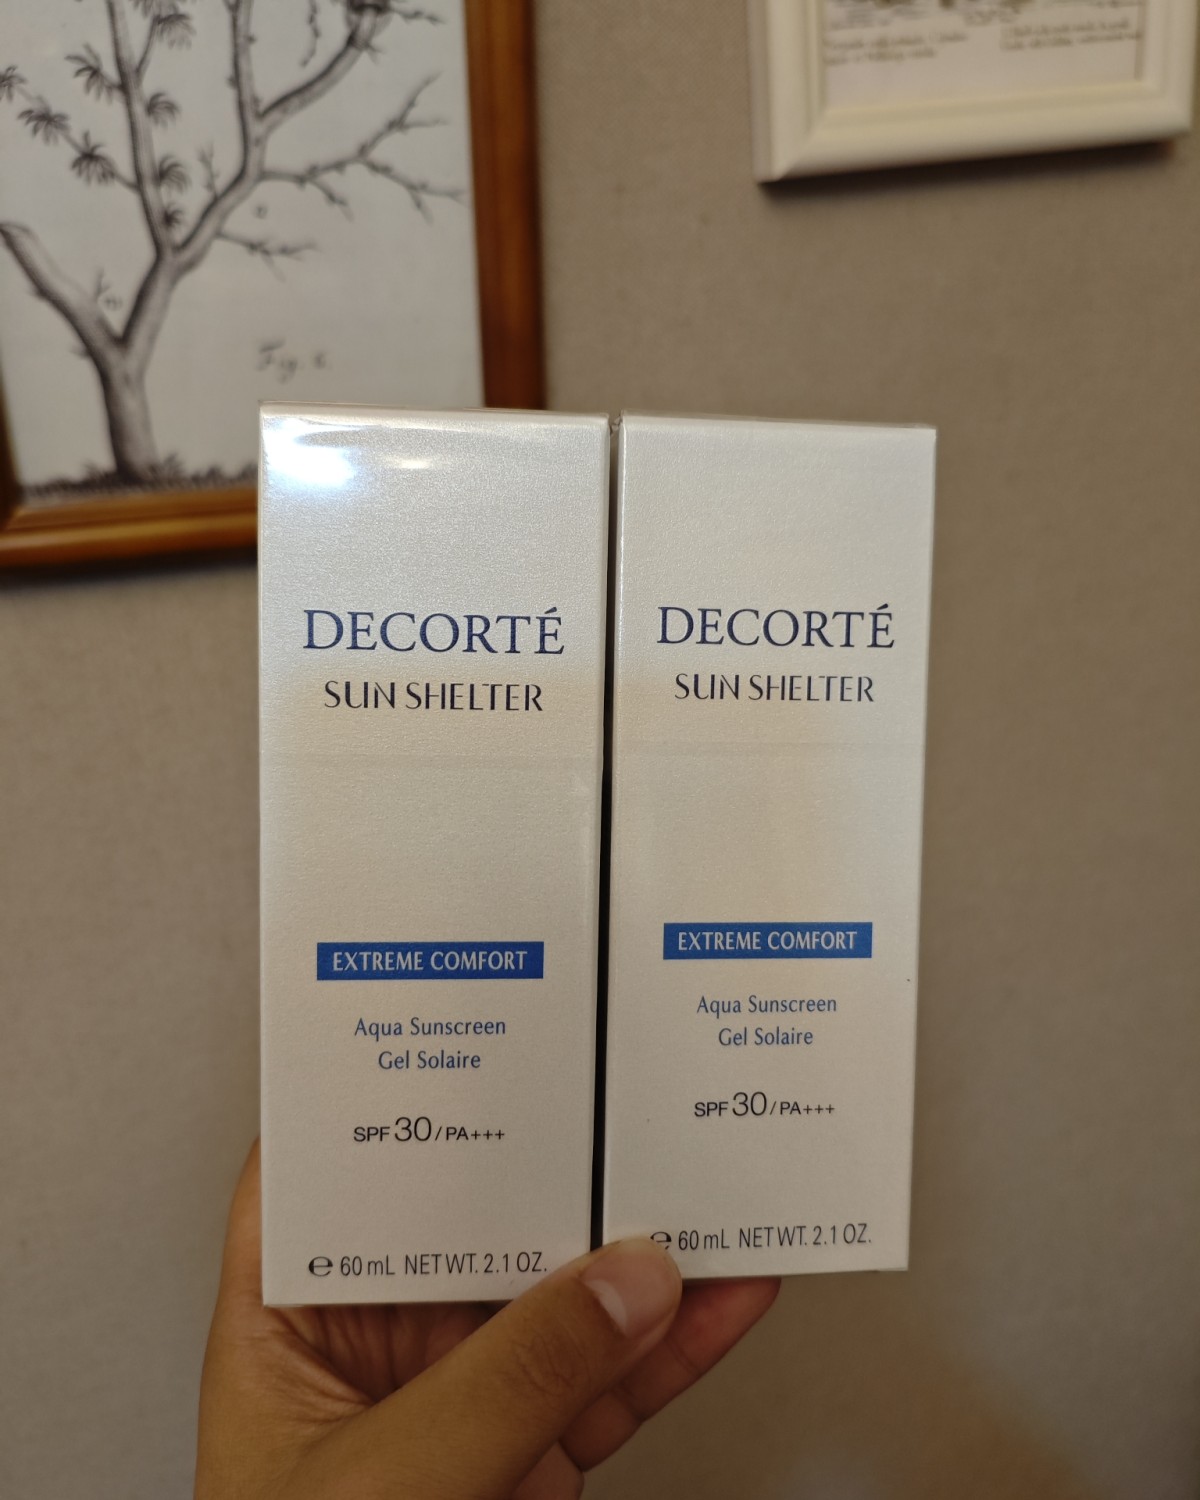 Fig. 6.
DECORTÉ
SUN SHELTER
EXTREME COMFORT
Aqua Sunscreen
Gel Solaire
SPF 30/PA+++
℮ 60 mL NET WT. 2.1 OZ.
DECORTÉ
SUN SHELTER
EXTREME COMFORT
Aqua Sunscreen
Gel Solaire
SPF 30/PA+++
℮ 60 mL NET WT. 2.1 OZ.